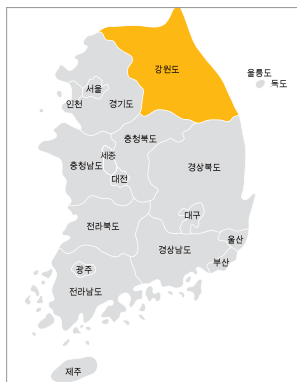 강원도
울릉도
독도
서울
인천
경기도
충청북도
세종
충청남도
대전
경상북도
대구
전라북도
경상남도
울산
부산
광주
전라남도
제주